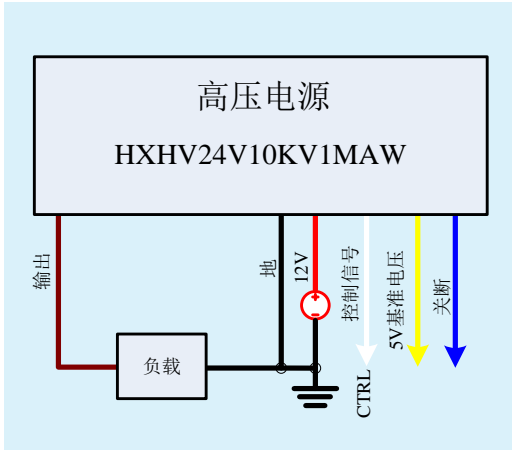 高压电源
HXHV24V10KV1MAW
输出
地
12V
控制信号
5V基准电压
关断
负载
CTRL